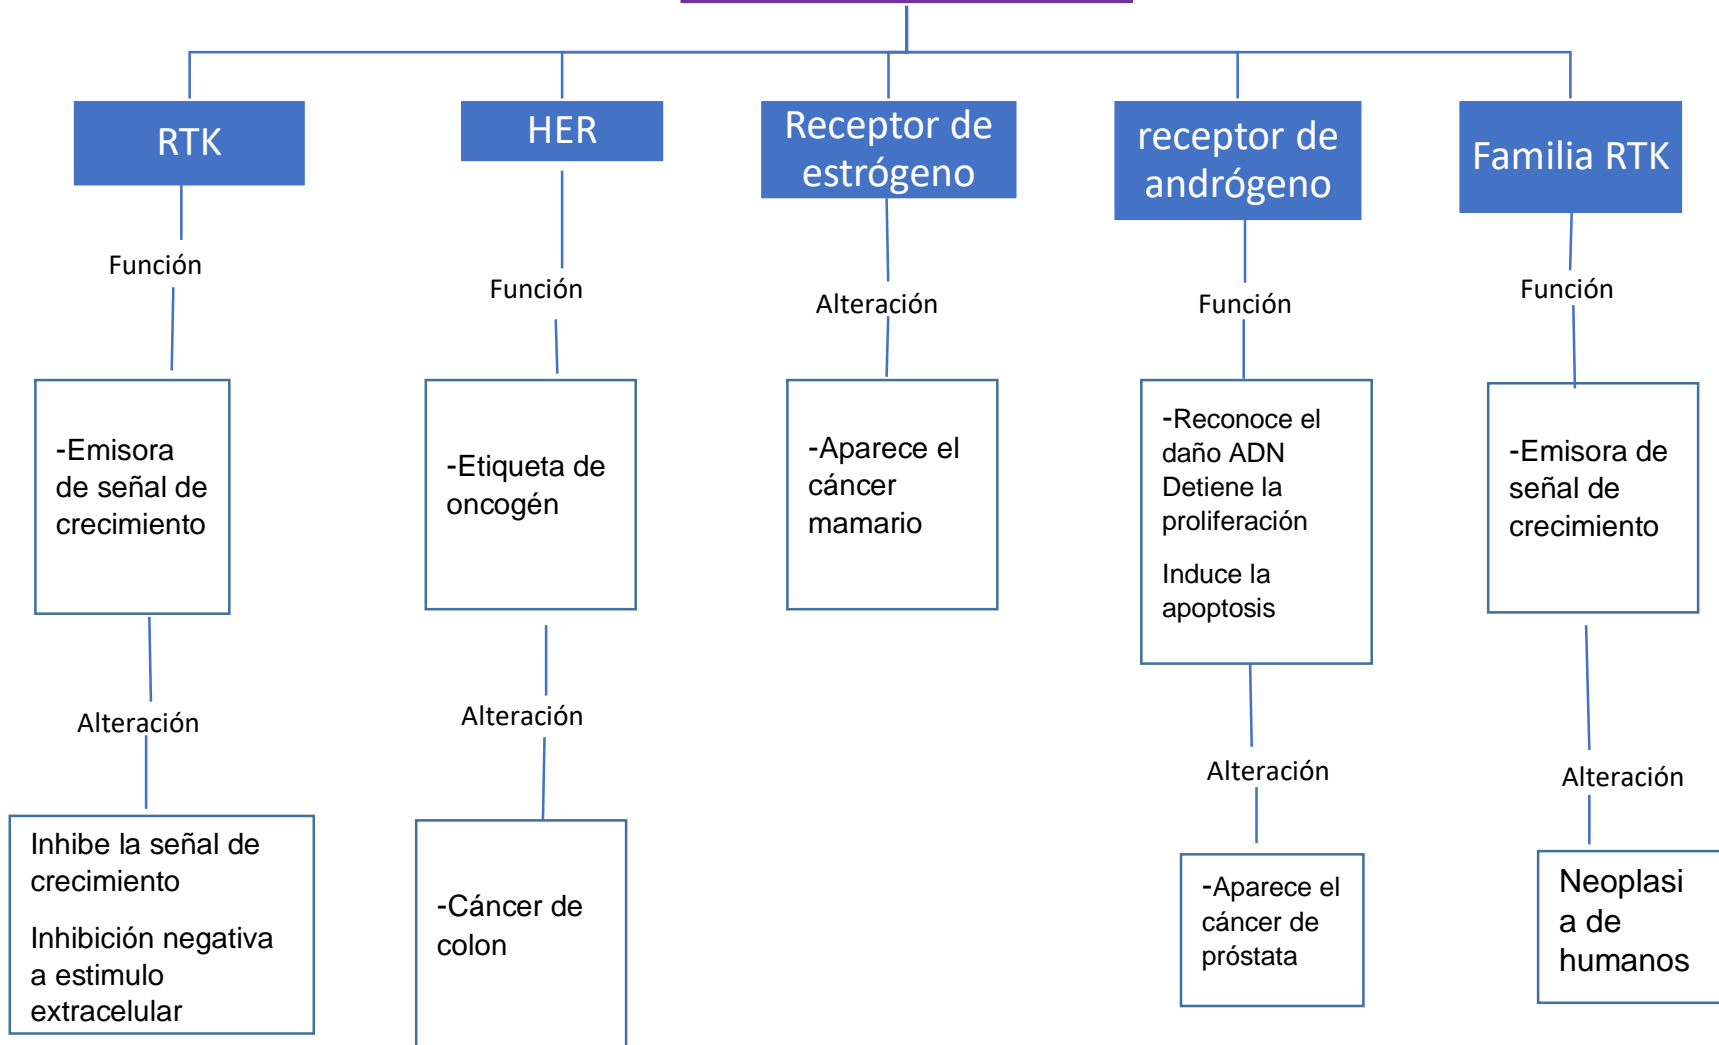 RTK
HER
Receptor de
estrógeno
receptor de
andrógeno
Familia RTK
Función
Función
Alteración
Función
Función
-Emisora
de señal de
crecimiento
-Etiqueta de
oncogén
-Aparece el
cáncer
mamario
-Reconoce el
daño ADN
Detiene la
proliferación
Induce la
apoptosis
-Emisora de
señal de
crecimiento
Alteración
Alteración
Alteración
Alteración
Inhibe la señal de
crecimiento
Inhibición negativa
a estimulo
extracelular
-Cáncer de
colon
-Aparece el
cáncer de
próstata
Neoplasi
a de
humanos